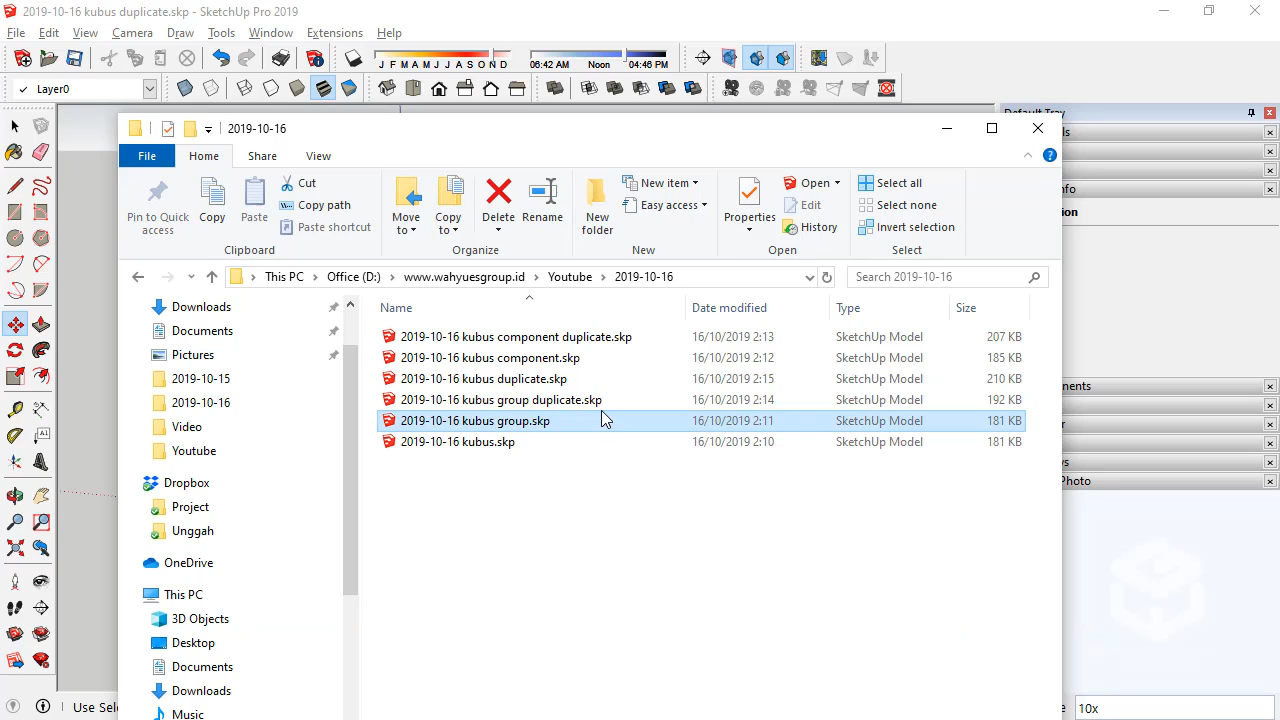 2019-10-16 kubus duplicate.skp - SketchUp Pro 2019
File Edit View Camera Draw Tools Window Extensions Help
J F M A M J J A S O N D 06:42 AM Noon 04:46 PM
Layer0
Default Tray
2019-10-16
File Home Share View
Pin to Quick access
Copy
Paste
Cut
Copy path
Paste shortcut
Clipboard
Move to
Copy to
Delete
Rename
Organize
New folder
New item
Easy access
New
Properties
Open
Edit
History
Open
Select all
Select none
Invert selection
Select
This PC Office (D:) www.wahyuesgroup.id Youtube 2019-10-16
Search 2019-10-16
Downloads
Documents
Pictures
2019-10-15
2019-10-16
Video
Youtube
Dropbox
Project
Unggah
OneDrive
This PC
3D Objects
Desktop
Documents
Downloads
Music
Name Date modified Type Size
2019-10-16 kubus component duplicate.skp 16/10/2019 2:13 SketchUp Model 207 KB
2019-10-16 kubus component.skp 16/10/2019 2:12 SketchUp Model 185 KB
2019-10-16 kubus duplicate.skp 16/10/2019 2:15 SketchUp Model 210 KB
2019-10-16 kubus group duplicate.skp 16/10/2019 2:14 SketchUp Model 192 KB
2019-10-16 kubus group.skp 16/10/2019 2:11 SketchUp Model 181 KB
2019-10-16 kubus.skp 16/10/2019 2:10 SketchUp Model 181 KB
ls
nfo
ion
nents
r
ys
Photo
Use Sel
e 10x